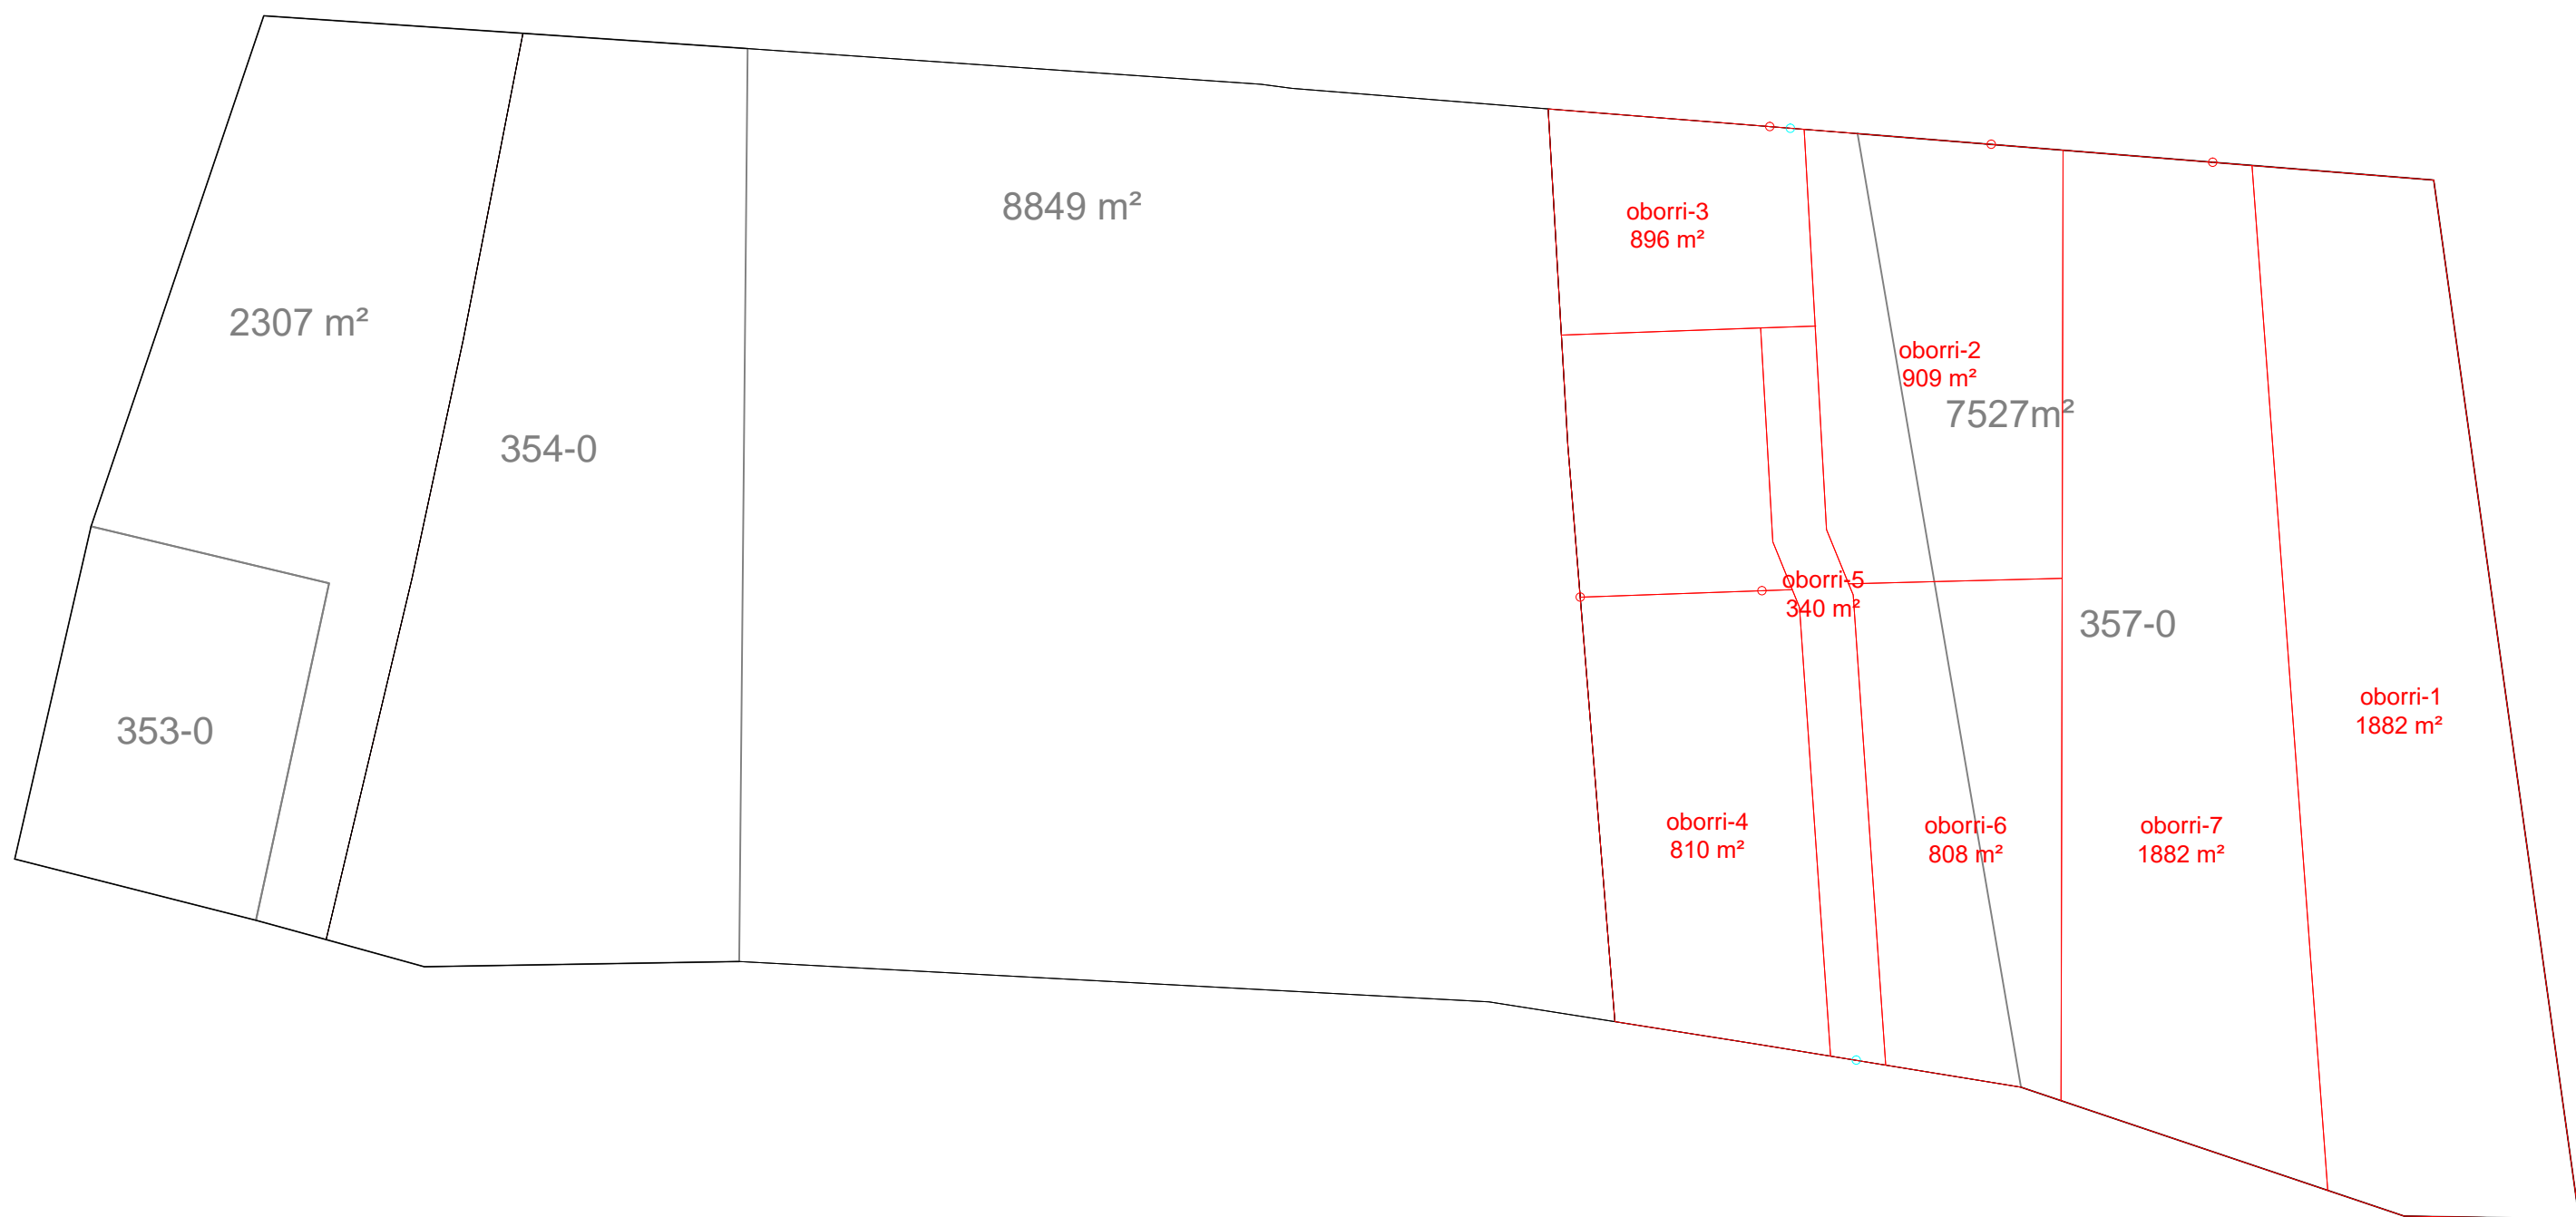 8849 m²
oborri-3
896 m²
2307 m²
oborri-2
909 m²
7527m²
354-0
oborri-5
340 m²
357-0
oborri-1
1882 m²
353-0
oborri-4
810 m²
oborri-6
808 m²
oborri-7
1882 m²